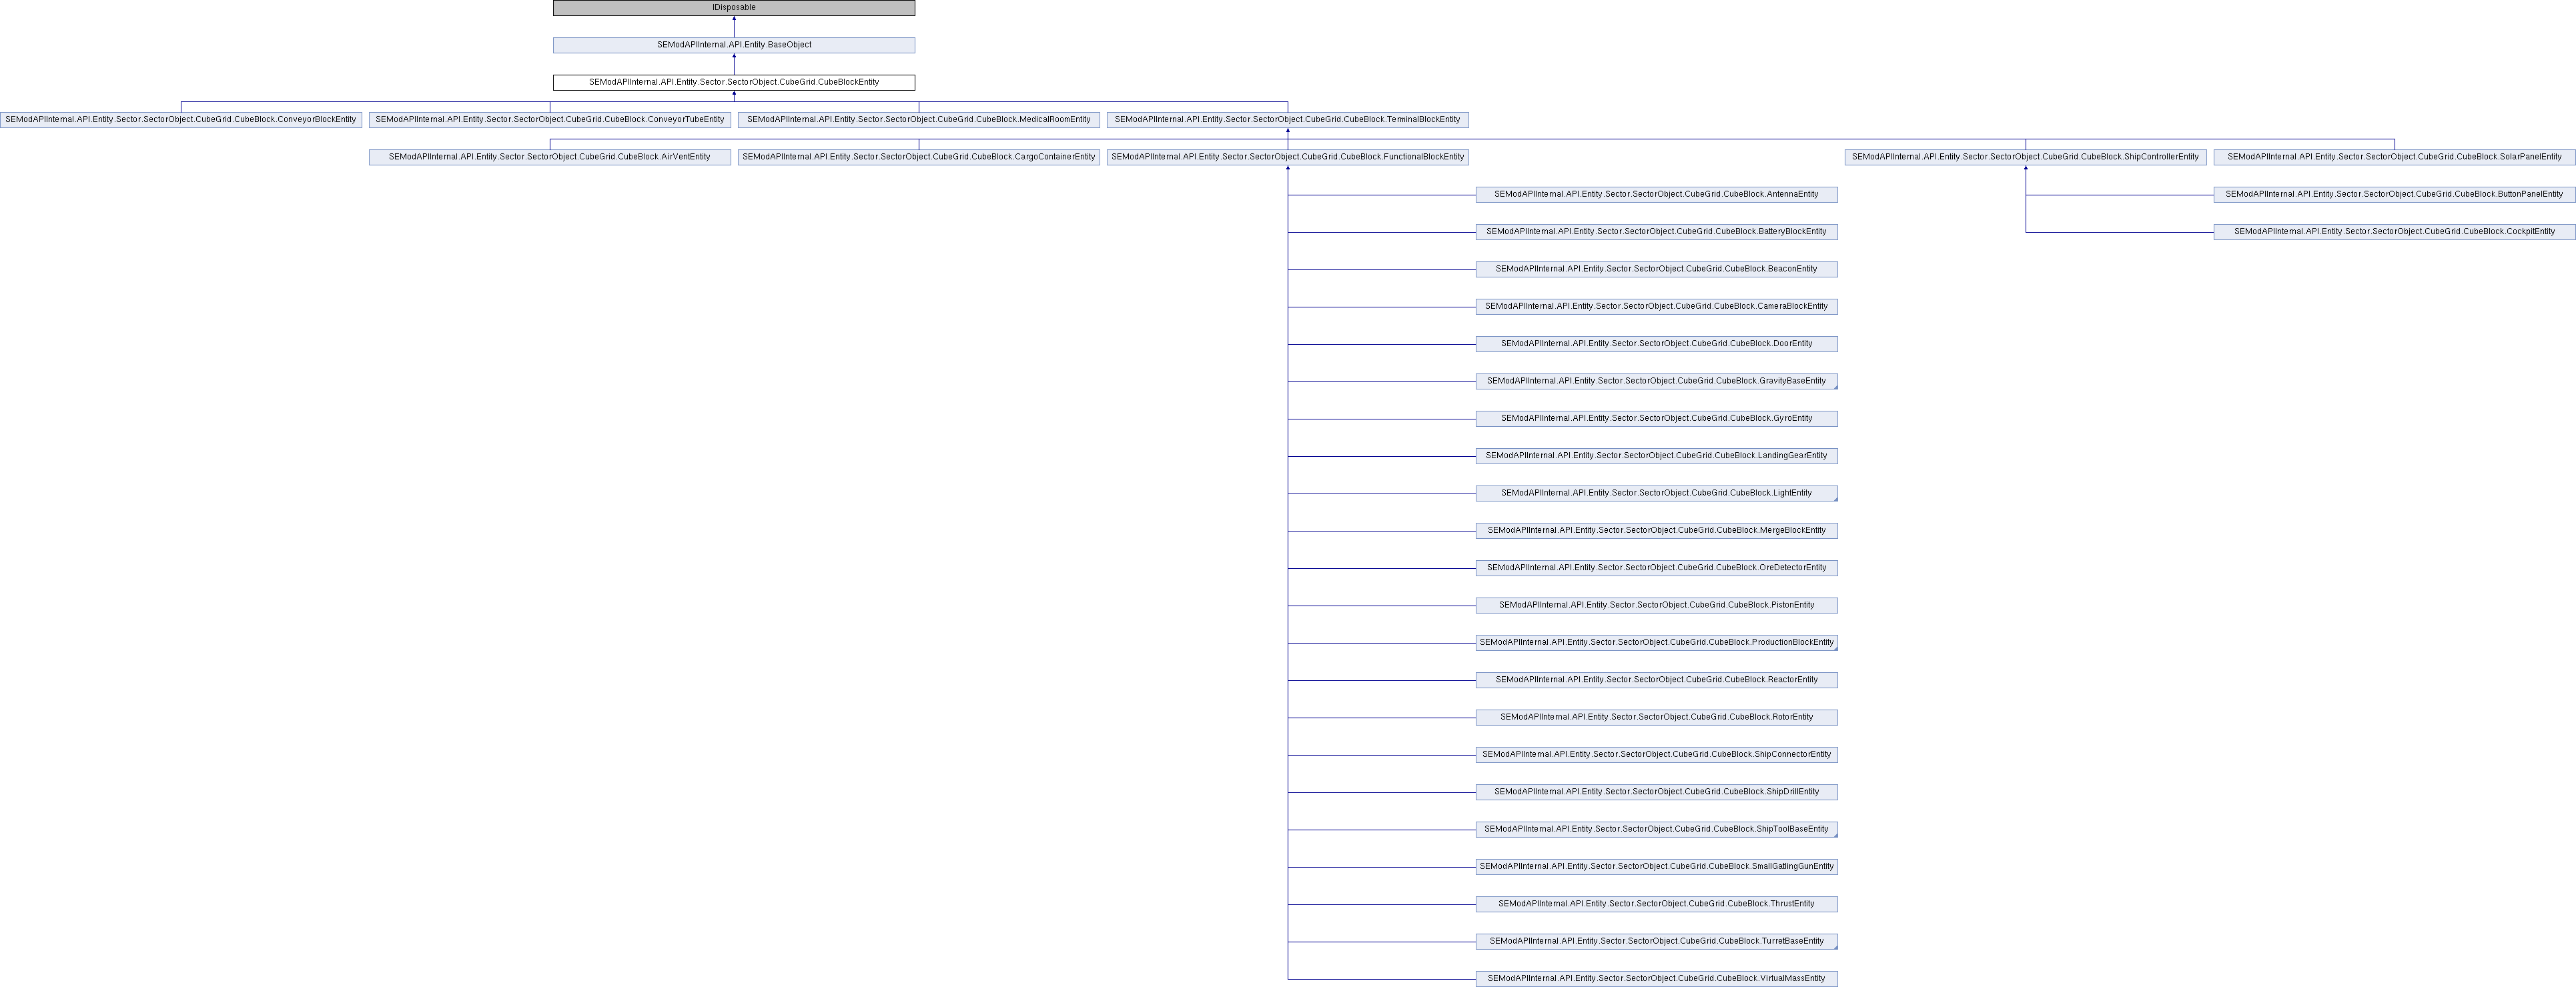 IDisposable
SEModAPIInternal.API.Entity.BaseObject
SEModAPIInternal.API.Entity.Sector.SectorObject.CubeGrid.CubeBlockEntity
SEModAPIInternal.API.Entity.Sector.SectorObject.CubeGrid.CubeBlock.ConveyorBlockEntity
SEModAPIInternal.API.Entity.Sector.SectorObject.CubeGrid.CubeBlock.ConveyorTubeEntity
SEModAPIInternal.API.Entity.Sector.SectorObject.CubeGrid.CubeBlock.MedicalRoomEntity
SEModAPIInternal.API.Entity.Sector.SectorObject.CubeGrid.CubeBlock.TerminalBlockEntity
SEModAPIInternal.API.Entity.Sector.SectorObject.CubeGrid.CubeBlock.AirVentEntity
SEModAPIInternal.API.Entity.Sector.SectorObject.CubeGrid.CubeBlock.CargoContainerEntity
SEModAPIInternal.API.Entity.Sector.SectorObject.CubeGrid.CubeBlock.FunctionalBlockEntity
SEModAPIInternal.API.Entity.Sector.SectorObject.CubeGrid.CubeBlock.ShipControllerEntity
SEModAPIInternal.API.Entity.Sector.SectorObject.CubeGrid.CubeBlock.SolarPanelEntity
SEModAPIInternal.API.Entity.Sector.SectorObject.CubeGrid.CubeBlock.AntennaEntity
SEModAPIInternal.API.Entity.Sector.SectorObject.CubeGrid.CubeBlock.ButtonPanelEntity
SEModAPIInternal.API.Entity.Sector.SectorObject.CubeGrid.CubeBlock.BatteryBlockEntity
SEModAPIInternal.API.Entity.Sector.SectorObject.CubeGrid.CubeBlock.CockpitEntity
SEModAPIInternal.API.Entity.Sector.SectorObject.CubeGrid.CubeBlock.BeaconEntity
SEModAPIInternal.API.Entity.Sector.SectorObject.CubeGrid.CubeBlock.CameraBlockEntity
SEModAPIInternal.API.Entity.Sector.SectorObject.CubeGrid.CubeBlock.DoorEntity
SEModAPIInternal.API.Entity.Sector.SectorObject.CubeGrid.CubeBlock.GravityBaseEntity
SEModAPIInternal.API.Entity.Sector.SectorObject.CubeGrid.CubeBlock.GyroEntity
SEModAPIInternal.API.Entity.Sector.SectorObject.CubeGrid.CubeBlock.LandingGearEntity
SEModAPIInternal.API.Entity.Sector.SectorObject.CubeGrid.CubeBlock.LightEntity
SEModAPIInternal.API.Entity.Sector.SectorObject.CubeGrid.CubeBlock.MergeBlockEntity
SEModAPIInternal.API.Entity.Sector.SectorObject.CubeGrid.CubeBlock.OreDetectorEntity
SEModAPIInternal.API.Entity.Sector.SectorObject.CubeGrid.CubeBlock.PistonEntity
SEModAPIInternal.API.Entity.Sector.SectorObject.CubeGrid.CubeBlock.ProductionBlockEntity
SEModAPIInternal.API.Entity.Sector.SectorObject.CubeGrid.CubeBlock.ReactorEntity
SEModAPIInternal.API.Entity.Sector.SectorObject.CubeGrid.CubeBlock.RotorEntity
SEModAPIInternal.API.Entity.Sector.SectorObject.CubeGrid.CubeBlock.ShipConnectorEntity
SEModAPIInternal.API.Entity.Sector.SectorObject.CubeGrid.CubeBlock.ShipDrillEntity
SEModAPIInternal.API.Entity.Sector.SectorObject.CubeGrid.CubeBlock.ShipToolBaseEntity
SEModAPIInternal.API.Entity.Sector.SectorObject.CubeGrid.CubeBlock.SmallGatlingGunEntity
SEModAPIInternal.API.Entity.Sector.SectorObject.CubeGrid.CubeBlock.ThrustEntity
SEModAPIInternal.API.Entity.Sector.SectorObject.CubeGrid.CubeBlock.TurretBaseEntity
SEModAPIInternal.API.Entity.Sector.SectorObject.CubeGrid.CubeBlock.VirtualMassEntity